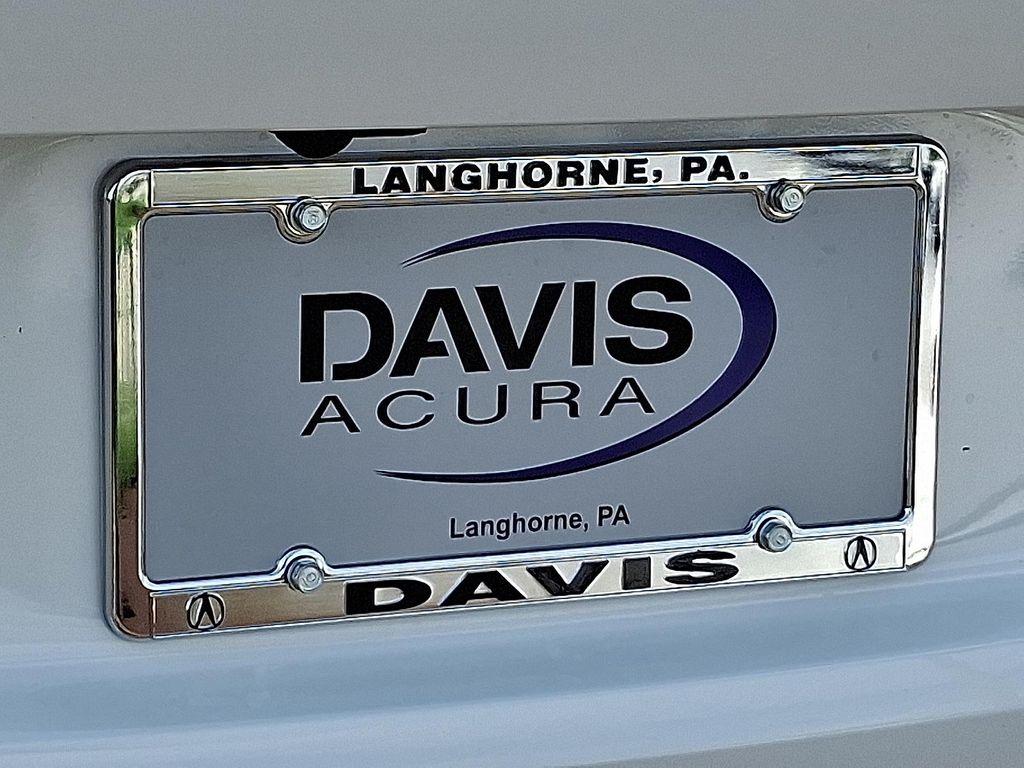 LANGHORNE, PA.
DAVIS
ACURA
Langhorne, PA
DAVIS